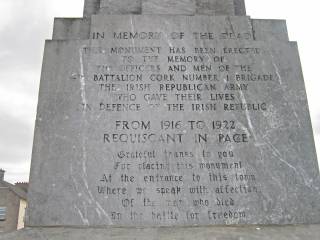 IN MEMORY OF THE DEAD
THIS MONUMENT HAS BEEN ERECTED
TO THE MEMORY OF
THE OFFICERS AND MEN OF THE
BATTALION CORK NUMBER 1 BRIGADE
THE IRISH REPUBLICAN ARMY
WHO GAVE THEIR LIVES
IN DEFENCE OF THE IRISH REPUBLIC
FROM 1916 TO 1922
REQUISCANT IN PACE
Grateful thanks to you
For placing this monument
At the entrance to this town
Where we speak with affection
Of the men who died
In the battle for freedom